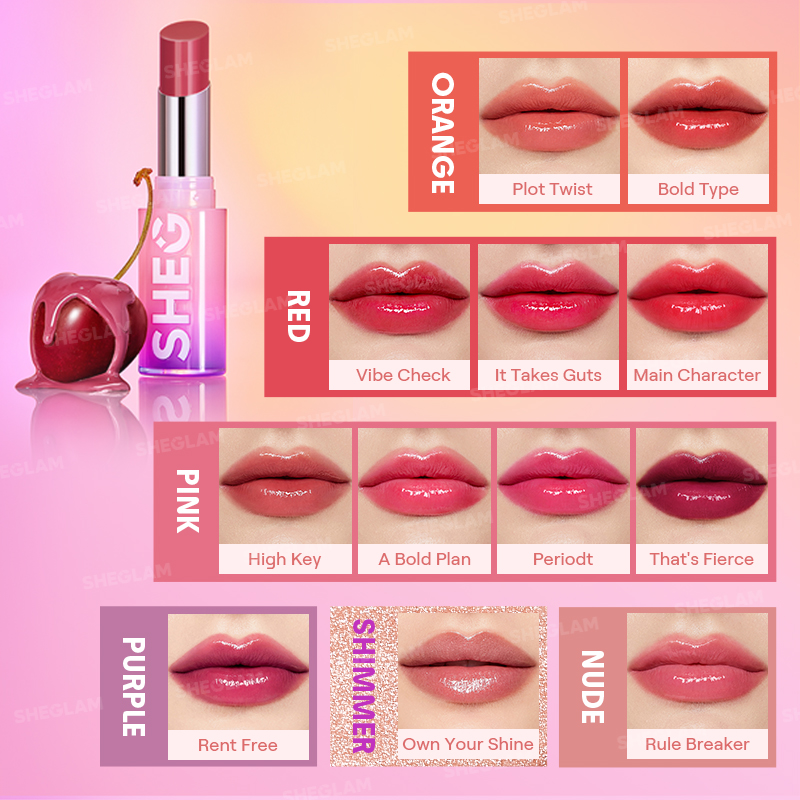 SHEG
ORANGE
Plot Twist
Bold Type
RED
Vibe Check
It Takes Guts
Main Character
PINK
High Key
A Bold Plan
Periodt
That's Fierce
PURPLE
Rent Free
SHIMMER
Own Your Shine
NUDE
Rule Breaker
SHEGLAM